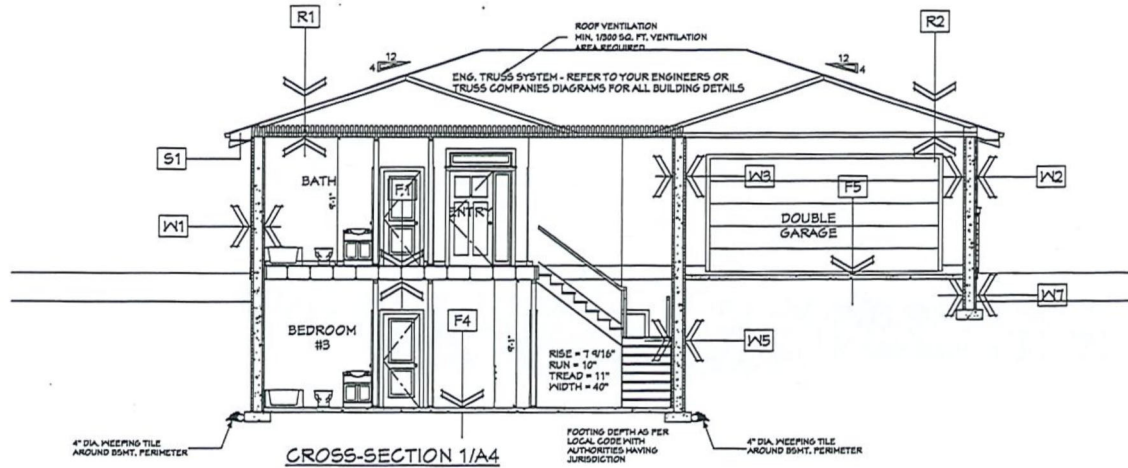 R1
R2
ROOF VENTILATION
MIN. 1/300 SQ. FT. VENTILATION
AREA REQUIRED
12
4
12
4
ENG. TRUSS SYSTEM - REFER TO YOUR ENGINEERS OR
TRUSS COMPANIES DIAGRAMS FOR ALL BUILDING DETAILS
S1
BATH
F1
ENTRY
9'-1"
W1
W3
F5
W2
DOUBLE
GARAGE
W7
BEDROOM
#3
F4
9'-1"
RISE = 7 9/16"
RUN = 10"
TREAD = 11"
WIDTH = 40"
W5
4" DIA. WEEPING TILE
AROUND BSMT. PERIMETER
CROSS-SECTION 1/A4
FOOTING DEPTH AS PER
LOCAL CODE WITH
AUTHORITIES HAVING
JURISDICTION
4" DIA. WEEPING TILE
AROUND BSMT. PERIMETER